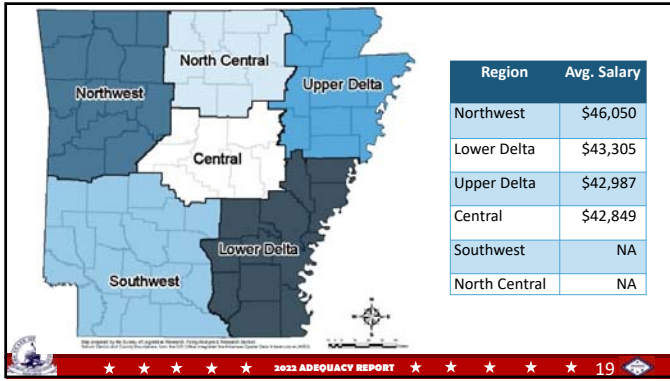 North Central
Upper Delta
Northwest
Central
Lower Delta
Southwest
Region Avg. Salary
Northwest $46,050
Lower Delta $43,305
Upper Delta $42,987
Central $42,849
Southwest NA
North Central NA
2022 ADEQUACY REPORT
19